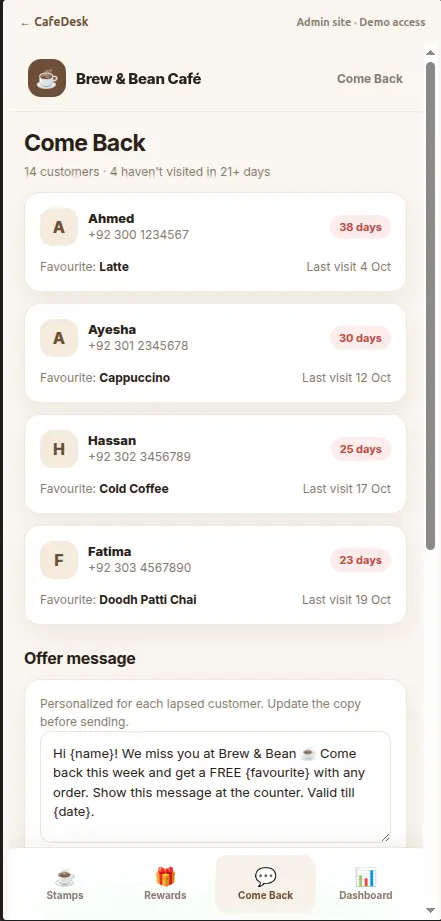 ← CafeDesk
Admin site · Demo access
Brew & Bean Café
Come Back
Come Back
14 customers · 4 haven't visited in 21+ days
A
Ahmed
+92 300 1234567
38 days
Favourite: Latte
Last visit 4 Oct
A
Ayesha
+92 301 2345678
30 days
Favourite: Cappuccino
Last visit 12 Oct
H
Hassan
+92 302 3456789
25 days
Favourite: Cold Coffee
Last visit 17 Oct
F
Fatima
+92 303 4567890
23 days
Favourite: Doodh Patti Chai
Last visit 19 Oct
Offer message
Personalized for each lapsed customer. Update the copy
before sending.
Hi {name}! We miss you at Brew & Bean ☕ Come
back this week and get a FREE {favourite} with any
order. Show this message at the counter. Valid till
{date}.
Stamps
Rewards
Come Back
Dashboard